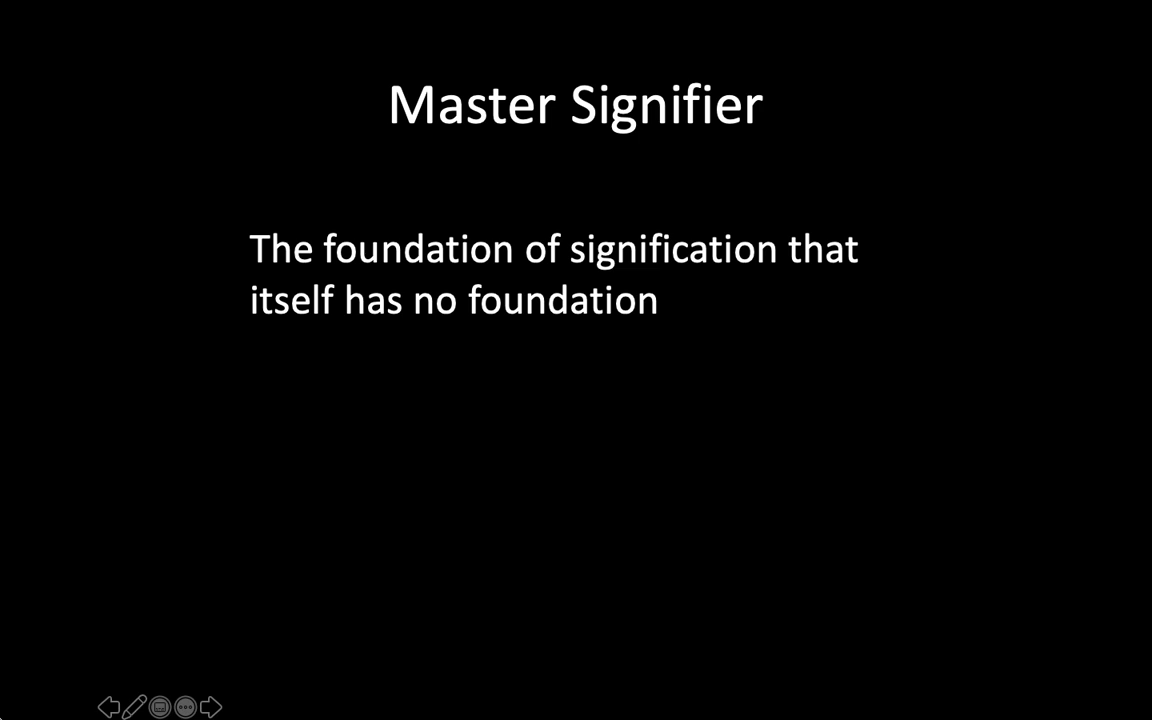 Master Signifier
The foundation of signification that
itself has no foundation